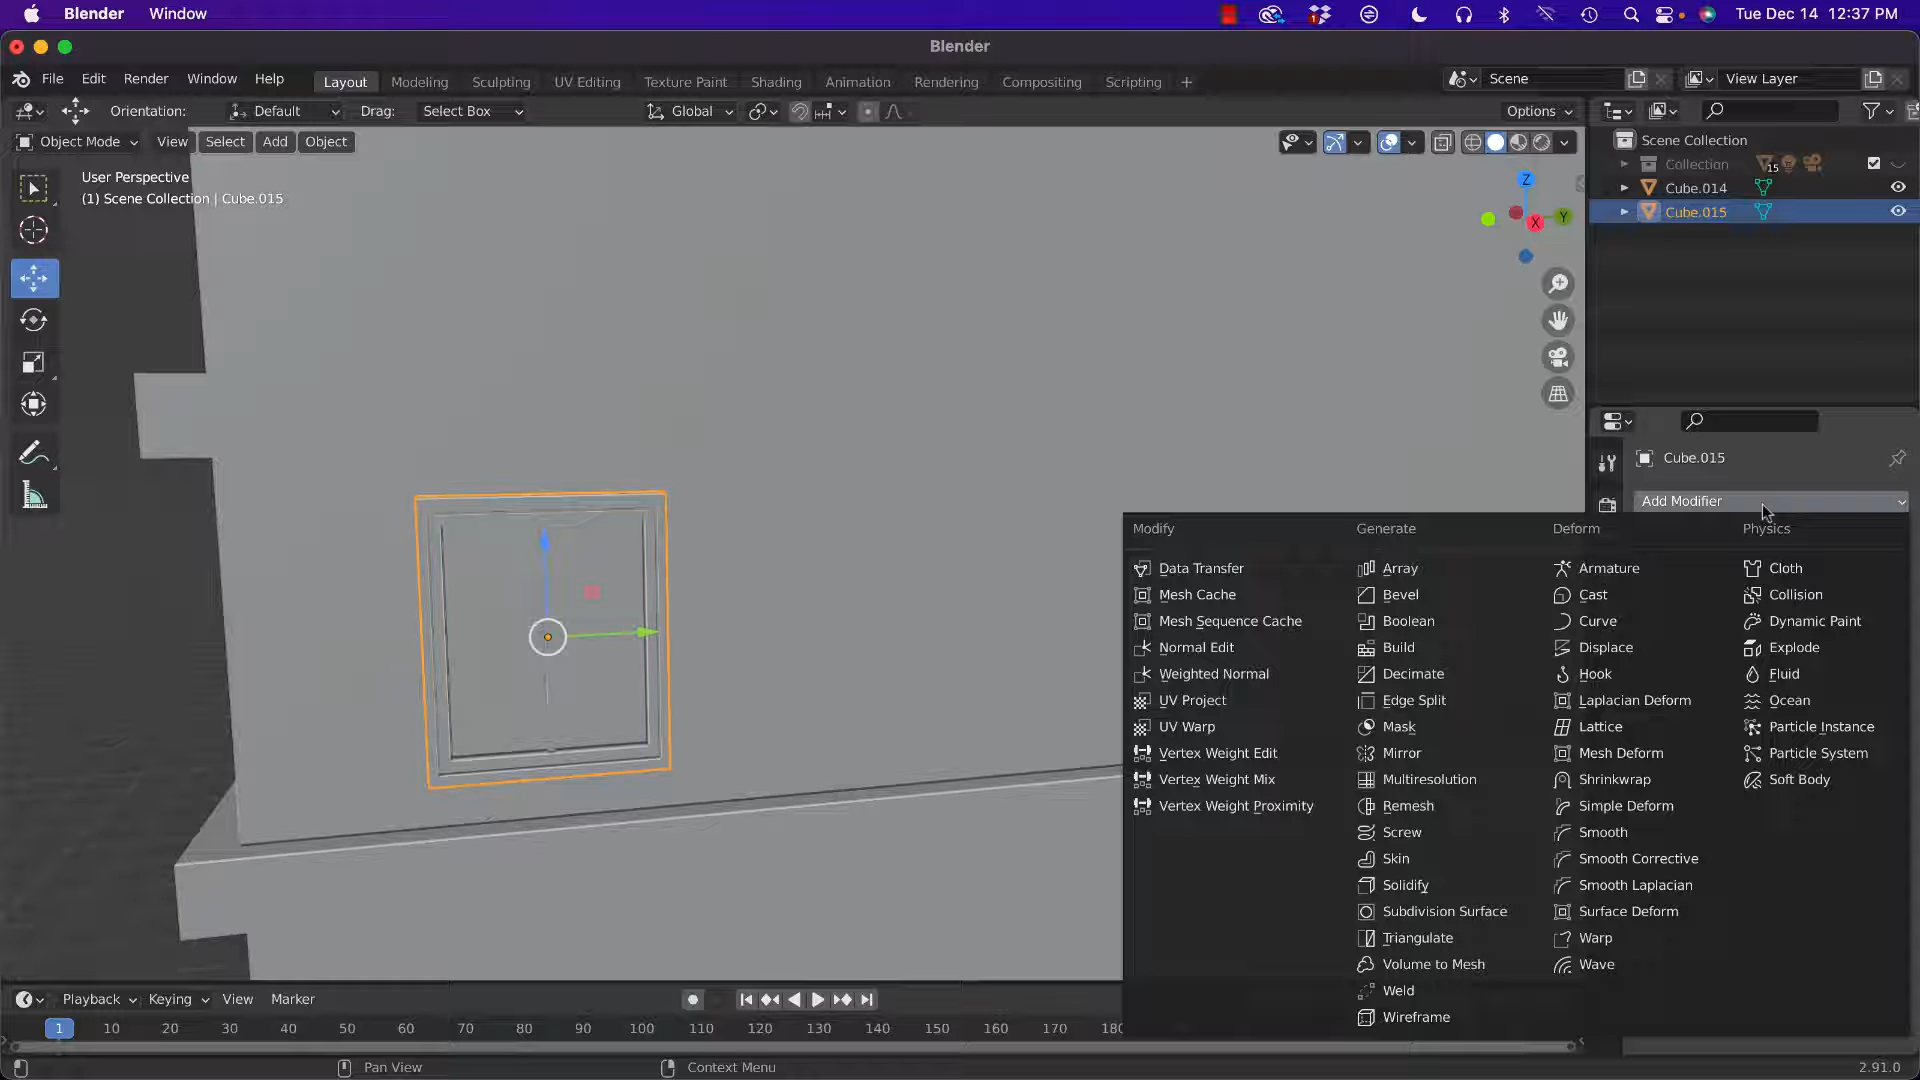 Blender Window 1 Tue Dec 14 12:37 PM
Blender
File Edit Render Window Help Layout Modeling Sculpting UV Editing Texture Paint Shading Animation Rendering Compositing Scripting + Scene View Layer
Orientation: Default Drag: Select Box Global Options
Object Mode View Select Add Object
Scene Collection
Collection 15
User Perspective
(1) Scene Collection | Cube.015
Cube.014
Cube.015
Z
X
Y
Cube.015
Add Modifier
Modify
Data Transfer
Mesh Cache
Mesh Sequence Cache
Normal Edit
Weighted Normal
UV Project
UV Warp
Vertex Weight Edit
Vertex Weight Mix
Vertex Weight Proximity
Generate
Array
Bevel
Boolean
Build
Decimate
Edge Split
Mask
Mirror
Multiresolution
Remesh
Screw
Skin
Solidify
Subdivision Surface
Triangulate
Volume to Mesh
Weld
Wireframe
Deform
Armature
Cast
Curve
Displace
Hook
Laplacian Deform
Lattice
Mesh Deform
Shrinkwrap
Simple Deform
Smooth
Smooth Corrective
Smooth Laplacian
Surface Deform
Warp
Wave
Physics
Cloth
Collision
Dynamic Paint
Explode
Fluid
Ocean
Particle Instance
Particle System
Soft Body
Playback Keying View Marker
1 10 20 30 40 50 60 70 80 90 100 110 120 130 140 150 160 170 180
Pan View Context Menu 2.91.0